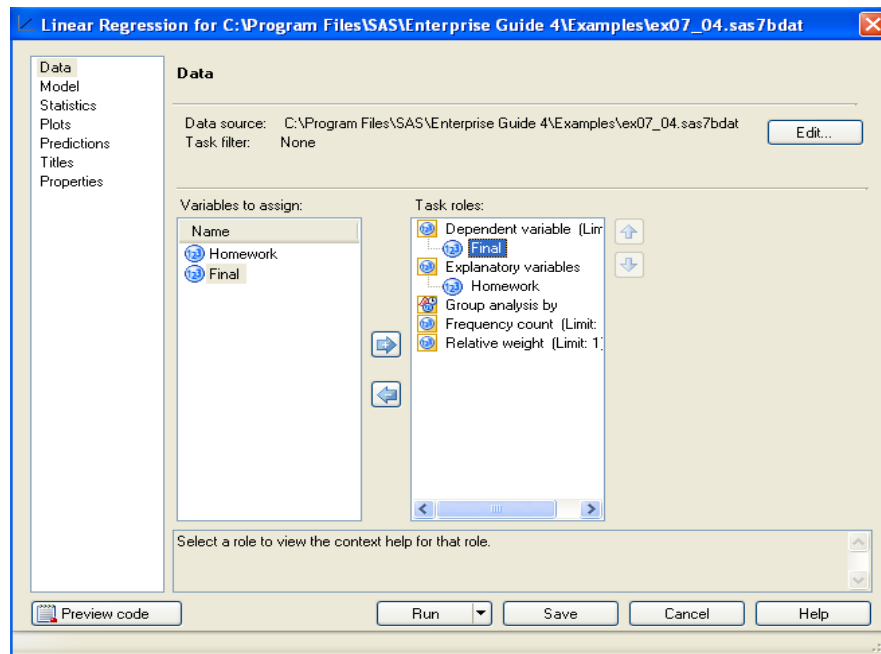 Linear Regression for C:\Program Files\SAS\Enterprise Guide 4\Examples\ex07_04.sas7bdat
Data
Model
Statistics
Plots
Predictions
Titles
Properties
Data
Data source: C:\Program Files\SAS\Enterprise Guide 4\Examples\ex07_04.sas7bdat
Edit...
Task filter: None
Variables to assign:
Name
Homework
Final
Task roles:
Dependent variable (Lim
Final
Explanatory variables
Homework
Group analysis by
Frequency count (Limit:
Relative weight (Limit: 1)
Select a role to view the context help for that role.
Preview code
Run
Save
Cancel
Help